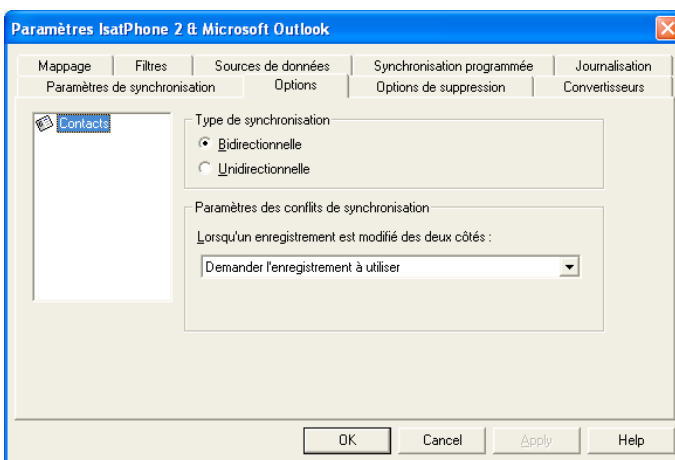 Paramètres IsatPhone 2 & Microsoft Outlook
Mappage Filtres Sources de données Synchronisation programmée Journalisation
Paramètres de synchronisation Options Options de suppression Convertisseurs
Contacts
Type de synchronisation
Bidirectionnelle
Unidirectionnelle
Paramètres des conflits de synchronisation
Lorsqu'un enregistrement est modifié des deux côtés :
Demander l'enregistrement à utiliser
OK Cancel Apply Help